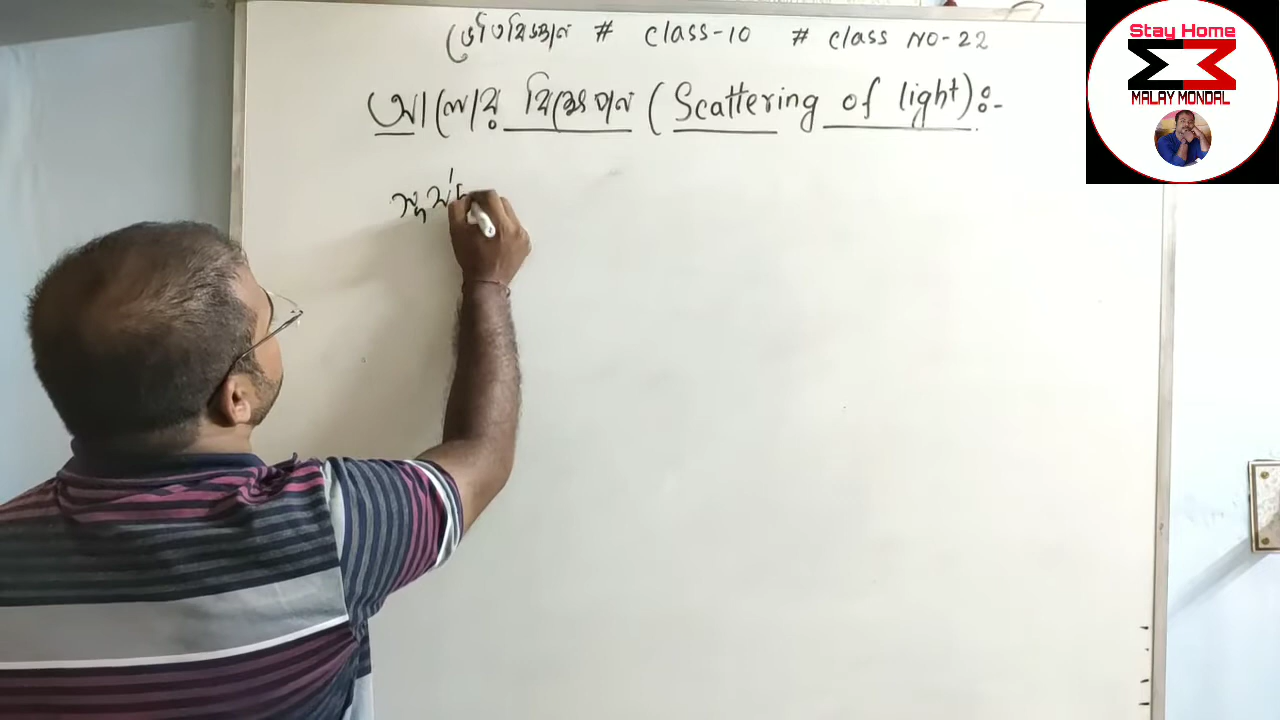 ভৌতবিজ্ঞান # class-10 # class NO-22
আলোর বিক্ষেপণ (Scattering of light):-
সূর্য
Stay Home
MALAY MONDAL